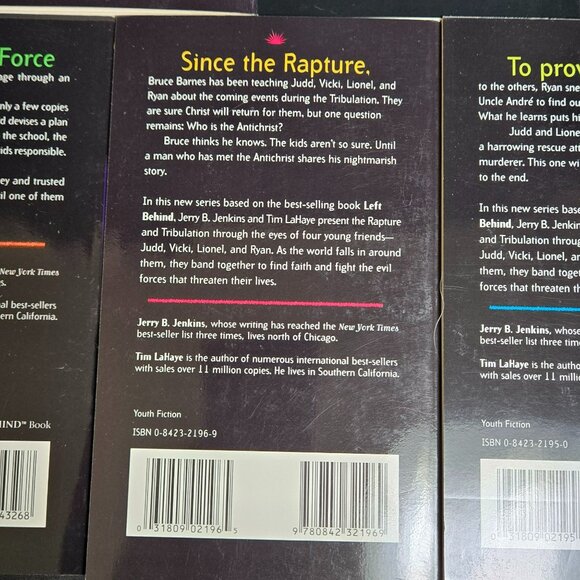 Force
age through an
nly a few copies
d devises a plan
the school, the
ids responsible.
ey and trusted
il one of them
New York Times
s.
nal best-sellers
hern California.
HIND™ Book
43268
Since the Rapture,
Bruce Barnes has been teaching Judd, Vicki, Lionel, and
Ryan about the coming events during the Tribulation. They
are sure Christ will return for them, but one question
remains: Who is the Antichrist?
Bruce thinks he knows. The kids aren't so sure. Until
a man who has met the Antichrist shares his nightmarish
story.
In this new series based on the best-selling book Left
Behind, Jerry B. Jenkins and Tim LaHaye present the Rapture
and Tribulation through the eyes of four young friends—
Judd, Vicki, Lionel, and Ryan. As the world falls in around
them, they band together to find faith and fight the evil
forces that threaten their lives.
Jerry B. Jenkins, whose writing has reached the New York Times
best-seller list three times, lives north of Chicago.
Tim LaHaye is the author of numerous international best-sellers
with sales over 11 million copies. He lives in Southern California.
Youth Fiction
ISBN 0-8423-2196-9
0 31809 02196 5
9 780842 321969
To prov
to the others, Ryan sne
Uncle André to find ou
What he learns puts hi
Judd and Lione
a harrowing rescue att
murderer. This one wi
to the end.
In this new series base
Behind, Jerry B. Jenkin
and Tribulation throug
Judd, Vicki, Lionel, and
them, they band toget
forces that threaten th
Jerry B. Jenkins, whose
best-seller list three tim
Tim LaHaye is the autho
with sales over 11 millio
Youth Fiction
ISBN 0-8423-2195-0
0 31809 02195